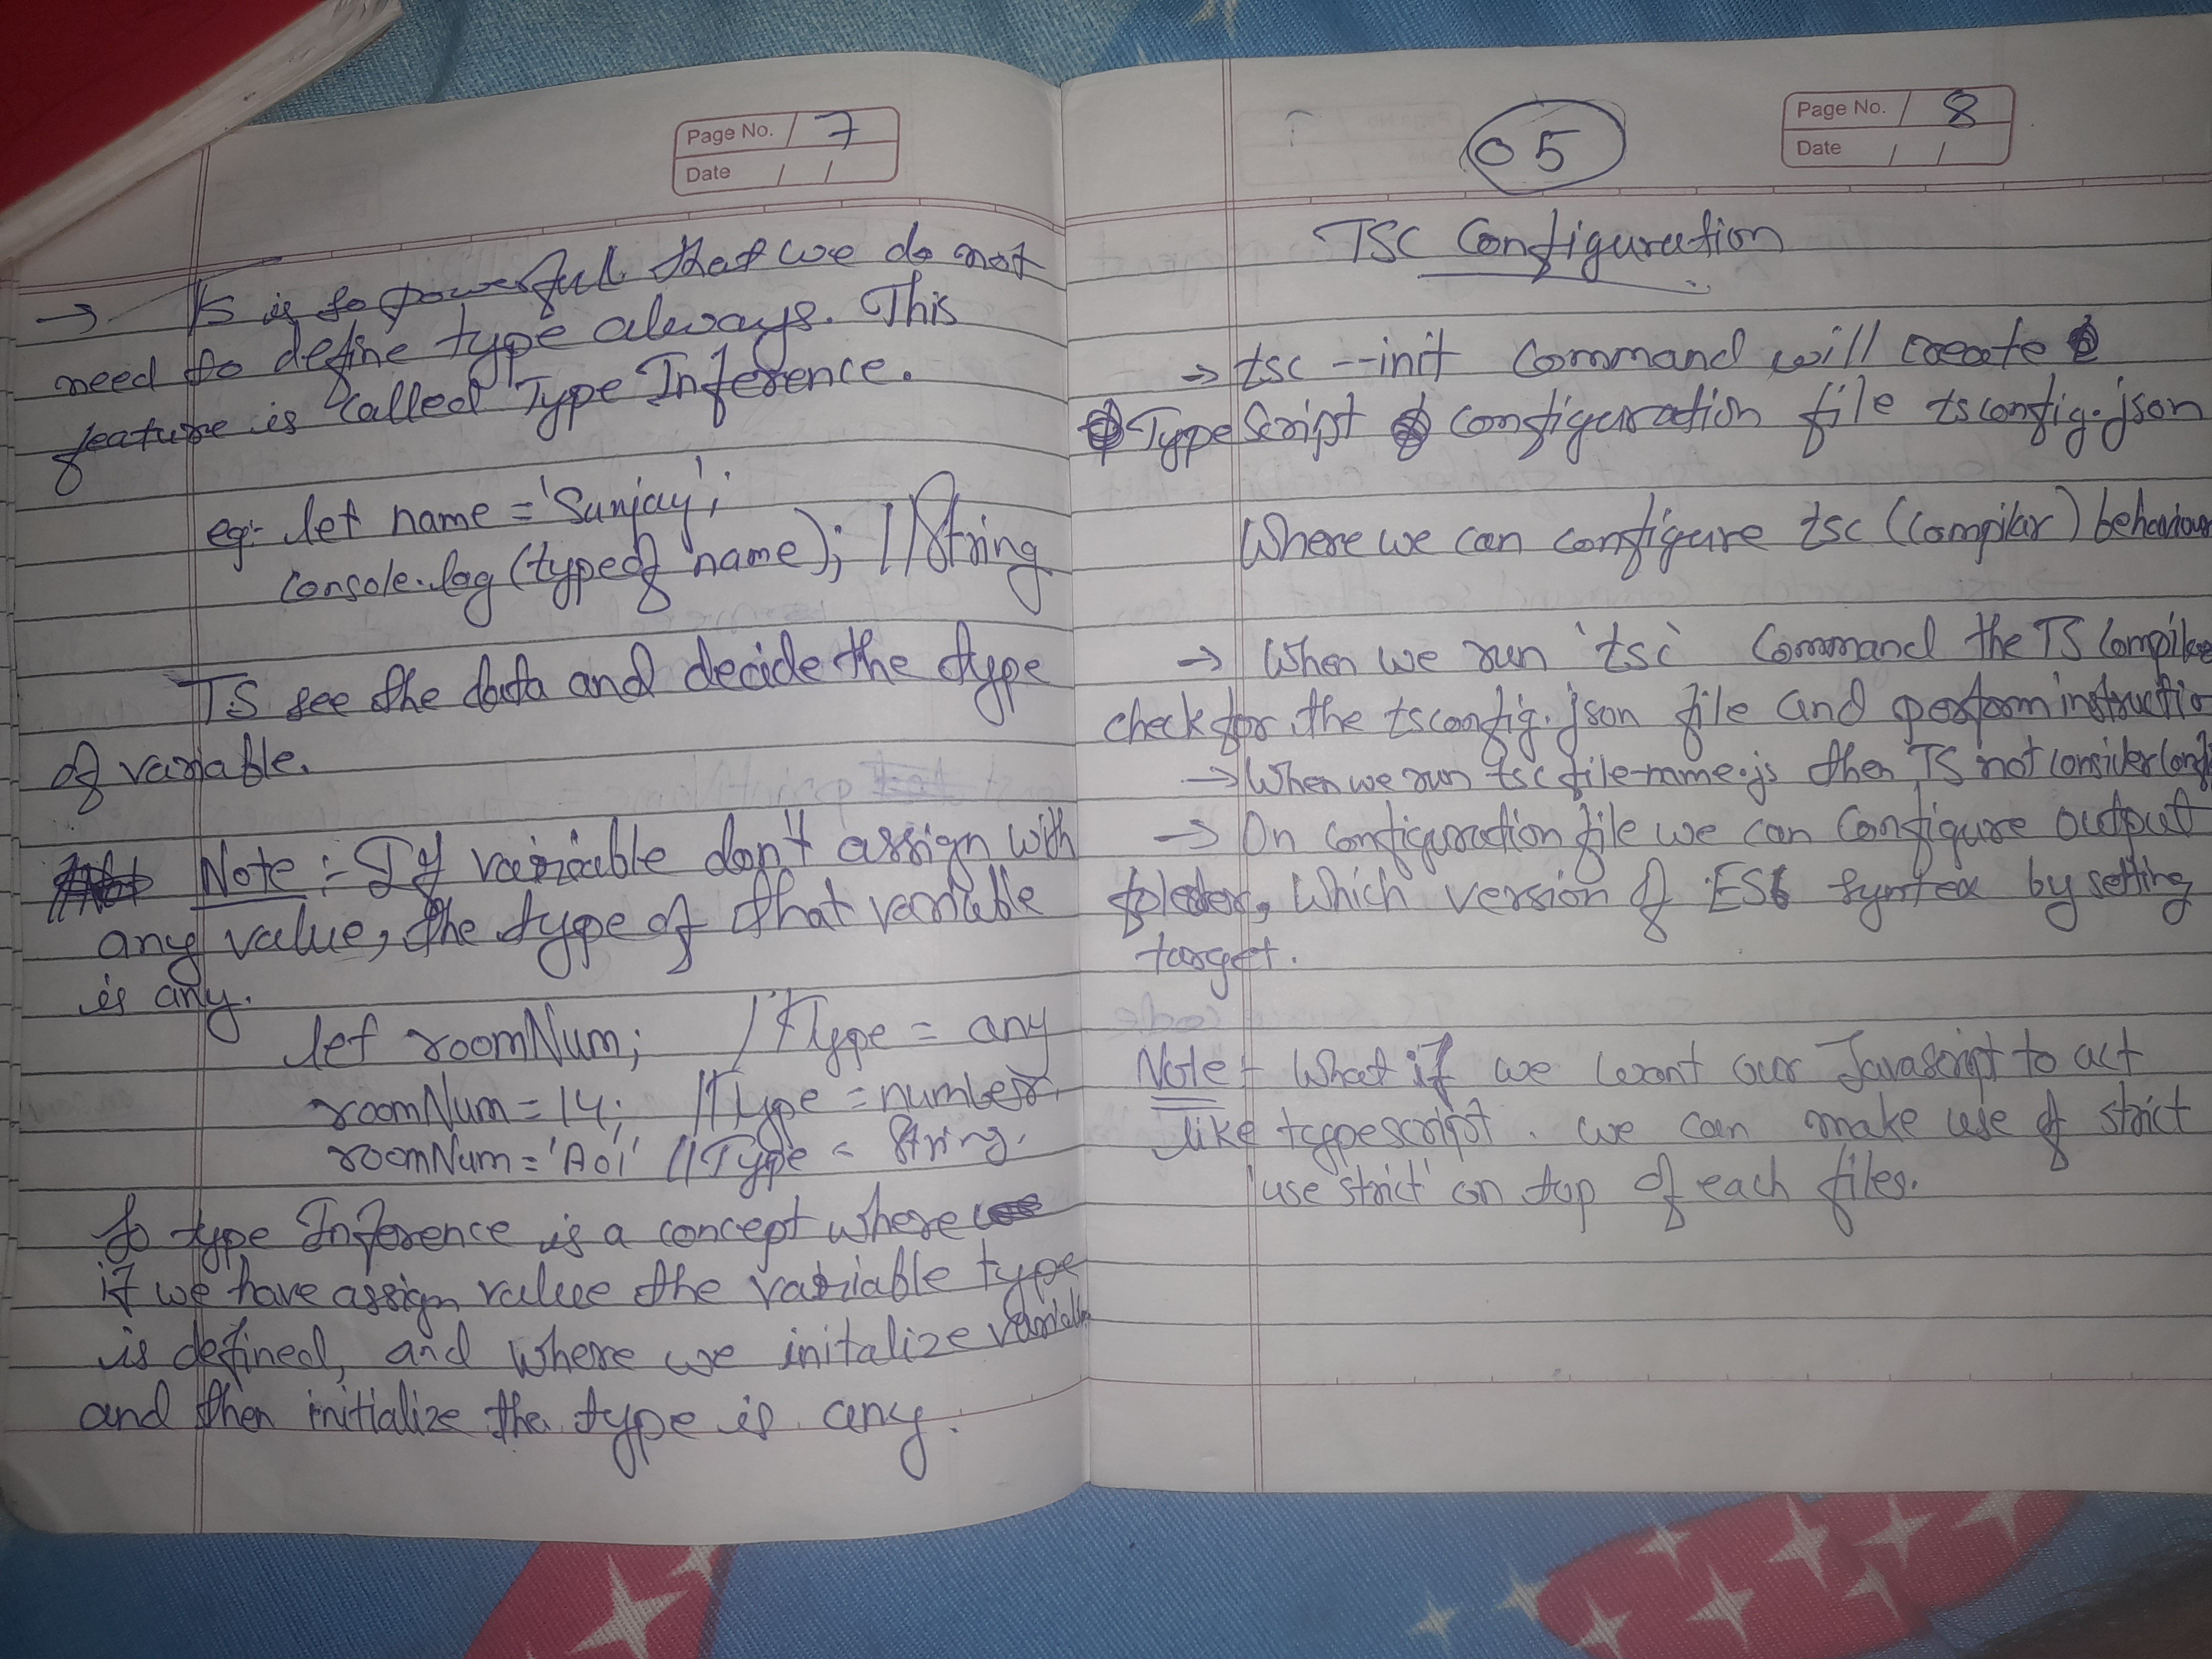 Page No. 7
Date / /
→ TS is so powerful that we do not
need to define type always. This
feature is called Type Inference.
eg:- let name = 'Sunjay';
console.log (typeof name); //String
TS see the data and decide the type
of variable.
Note :- If variable don't assign with
any value, the type of that variable
is any.
let roomNum; //Type = any
roomNum = 14; //Type = number,
roomNum = 'A01' //Type = String.
So type Inference is a concept where
if we have assign value the variable type
is defined, and where we initalize variable
and then initialize the type is any.
05
Page No. 8
Date / /
TSC Configuration
→ tsc --init Command will create
TypeScript configuration file tsconfig.json
Where we can configure tsc (Compilar) behaviour
→ When we run 'tsc' Command the TS Compiler
check for the tsconfig.json file and perform instructio
→ When we run tsc file-name.js then TS not consider
→ On configuration file we can Configure output
folder, Which version of ES6 Syntex by setting
target.
Note :- What if we want our Javascript to act
like typescript. we can make use of strict
'use strict' on top of each files.